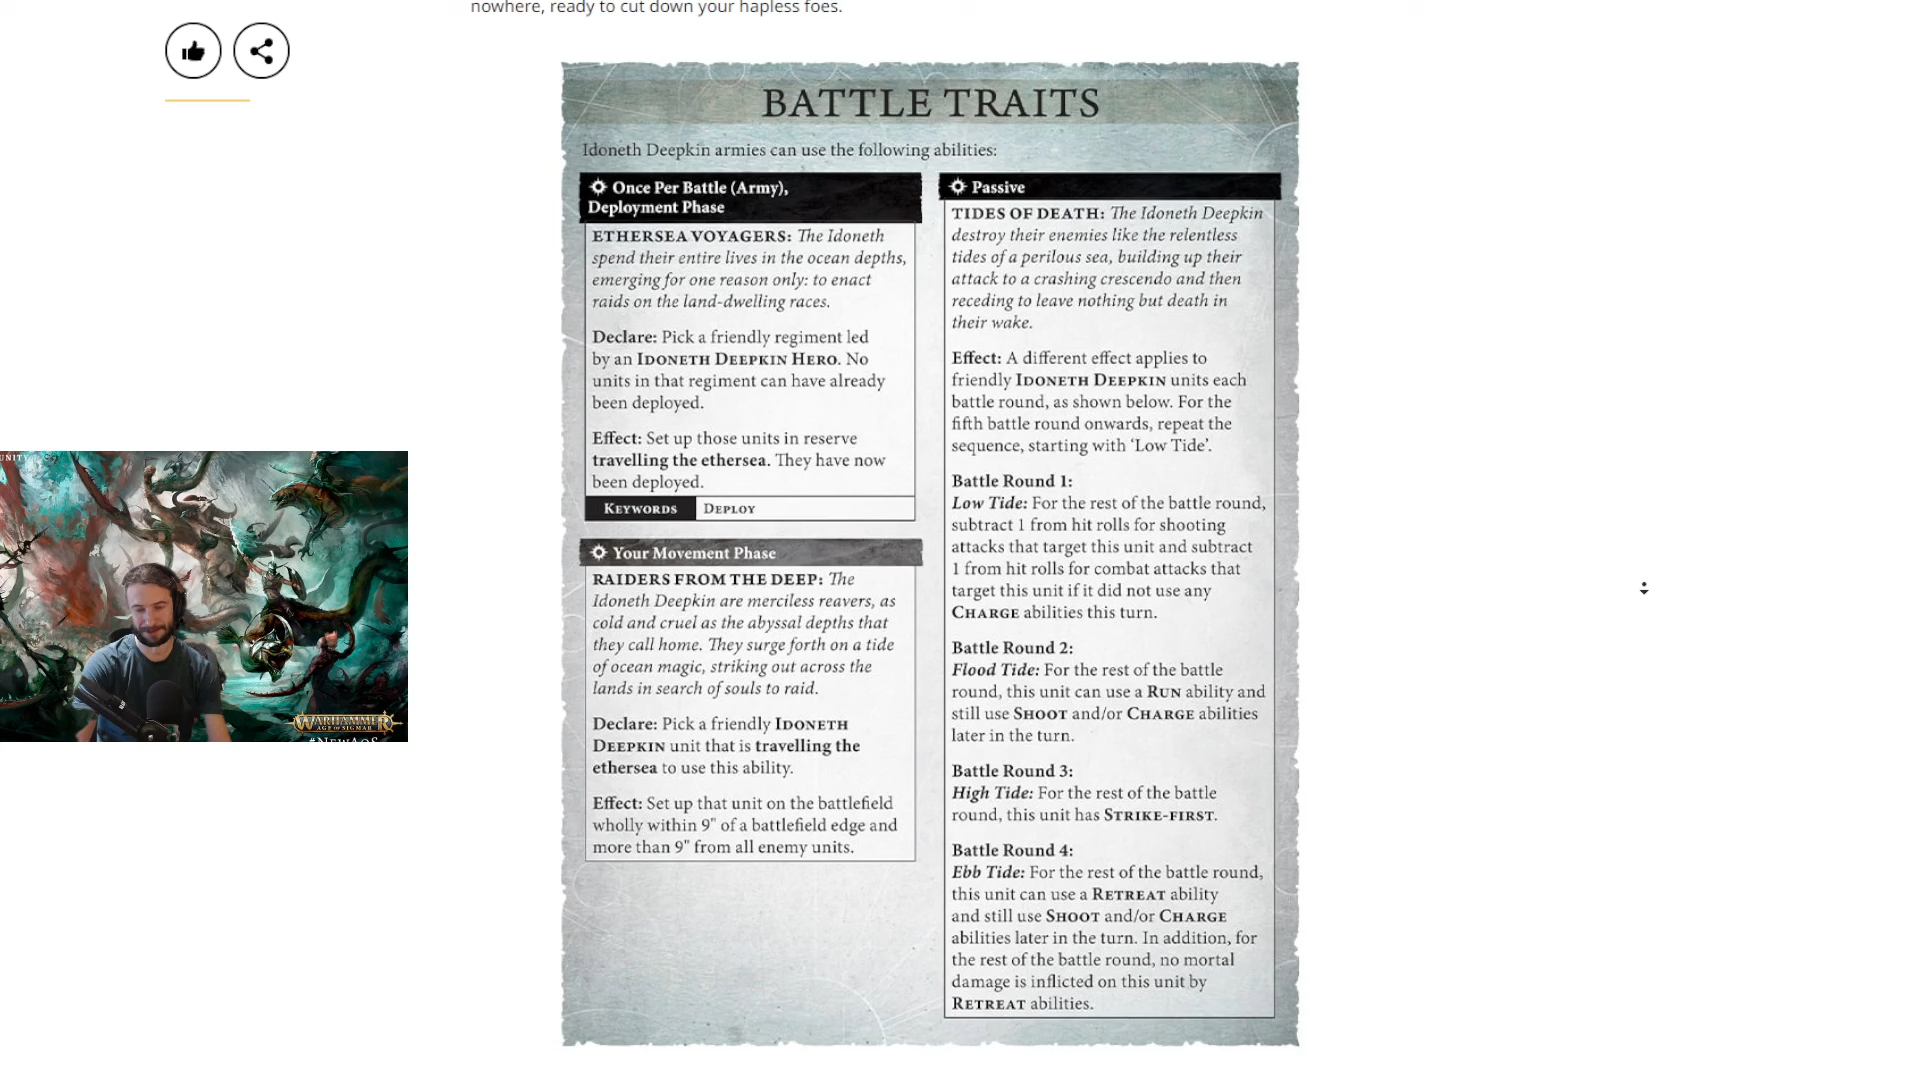 nowhere, ready to cut down your hapless foes.
BATTLE TRAITS
Idoneth Deepkin armies can use the following abilities:
Once Per Battle (Army),
Deployment Phase
ETHERSEA VOYAGERS: The Idoneth
spend their entire lives in the ocean depths,
emerging for one reason only: to enact
raids on the land-dwelling races.
Declare: Pick a friendly regiment led
by an IDONETH DEEPKIN HERO. No
units in that regiment can have already
been deployed.
Effect: Set up those units in reserve
travelling the ethersea. They have now
been deployed.
KEYWORDS DEPLOY
Your Movement Phase
RAIDERS FROM THE DEEP: The
Idoneth Deepkin are merciless reavers, as
cold and cruel as the abyssal depths that
they call home. They surge forth on a tide
of ocean magic, striking out across the
lands in search of souls to raid.
Declare: Pick a friendly IDONETH
DEEPKIN unit that is travelling the
ethersea to use this ability.
Effect: Set up that unit on the battlefield
wholly within 9" of a battlefield edge and
more than 9" from all enemy units.
Passive
TIDES OF DEATH: The Idoneth Deepkin
destroy their enemies like the relentless
tides of a perilous sea, building up their
attack to a crashing crescendo and then
receding to leave nothing but death in
their wake.
Effect: A different effect applies to
friendly IDONETH DEEPKIN units each
battle round, as shown below. For the
fifth battle round onwards, repeat the
sequence, starting with 'Low Tide'.
Battle Round 1:
Low Tide: For the rest of the battle round,
subtract 1 from hit rolls for shooting
attacks that target this unit and subtract
1 from hit rolls for combat attacks that
target this unit if it did not use any
CHARGE abilities this turn.
Battle Round 2:
Flood Tide: For the rest of the battle
round, this unit can use a RUN ability and
still use SHOOT and/or CHARGE abilities
later in the turn.
Battle Round 3:
High Tide: For the rest of the battle
round, this unit has STRIKE-FIRST.
Battle Round 4:
Ebb Tide: For the rest of the battle round,
this unit can use a RETREAT ability
and still use SHOOT and/or CHARGE
abilities later in the turn. In addition, for
the rest of the battle round, no mortal
damage is inflicted on this unit by
RETREAT abilities.
UNITY
WARHAMMER
AGE OF SIGMAR
#NEWAOS